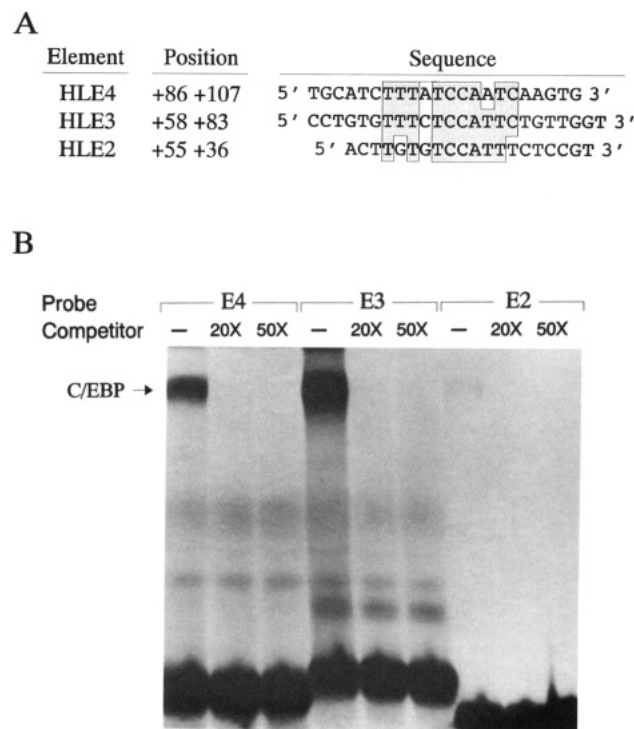 A
Element Position Sequence
HLE4 +86 +107 5′ TGCATCTTTATCCAATCAAGTG 3′
HLE3 +58 +83 5′ CCTGTGTTTCTCCATTCTGTTGGT 3′
HLE2 +55 +36 5′ ACTTGTGTCCATTTCTCCGT 3′
B
Probe E4 E3 E2
Competitor – 20X 50X – 20X 50X – 20X 50X
C/EBP →